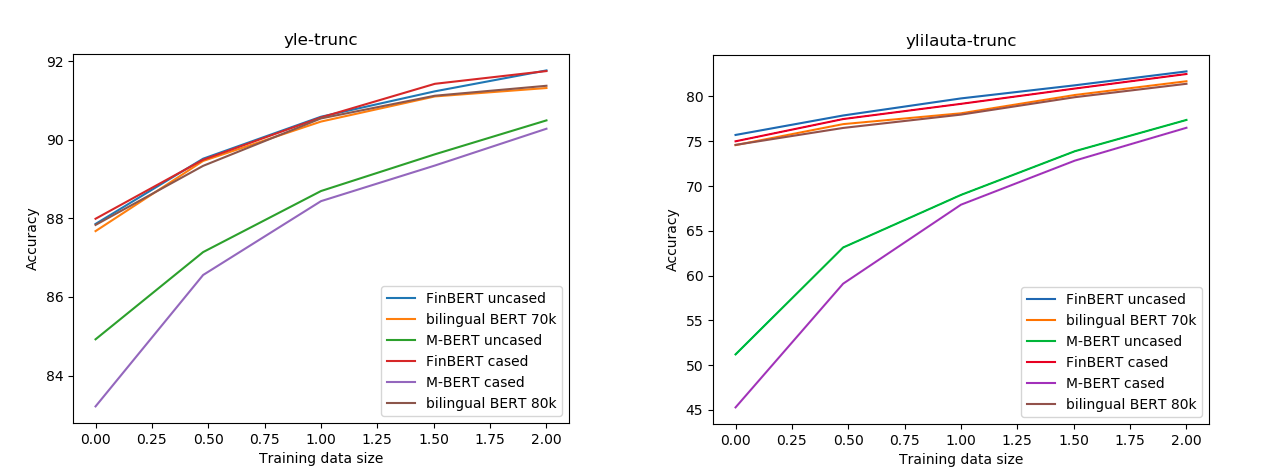 yle-trunc
92
90
88
86
84
Accuracy
0.00 0.25 0.50 0.75 1.00 1.25 1.50 1.75 2.00
Training data size
FinBERT uncased
bilingual BERT 70k
M-BERT uncased
FinBERT cased
M-BERT cased
bilingual BERT 80k
ylilauta-trunc
80
75
70
65
60
55
50
45
Accuracy
0.00 0.25 0.50 0.75 1.00 1.25 1.50 1.75 2.00
Training data size
FinBERT uncased
bilingual BERT 70k
M-BERT uncased
FinBERT cased
M-BERT cased
bilingual BERT 80k